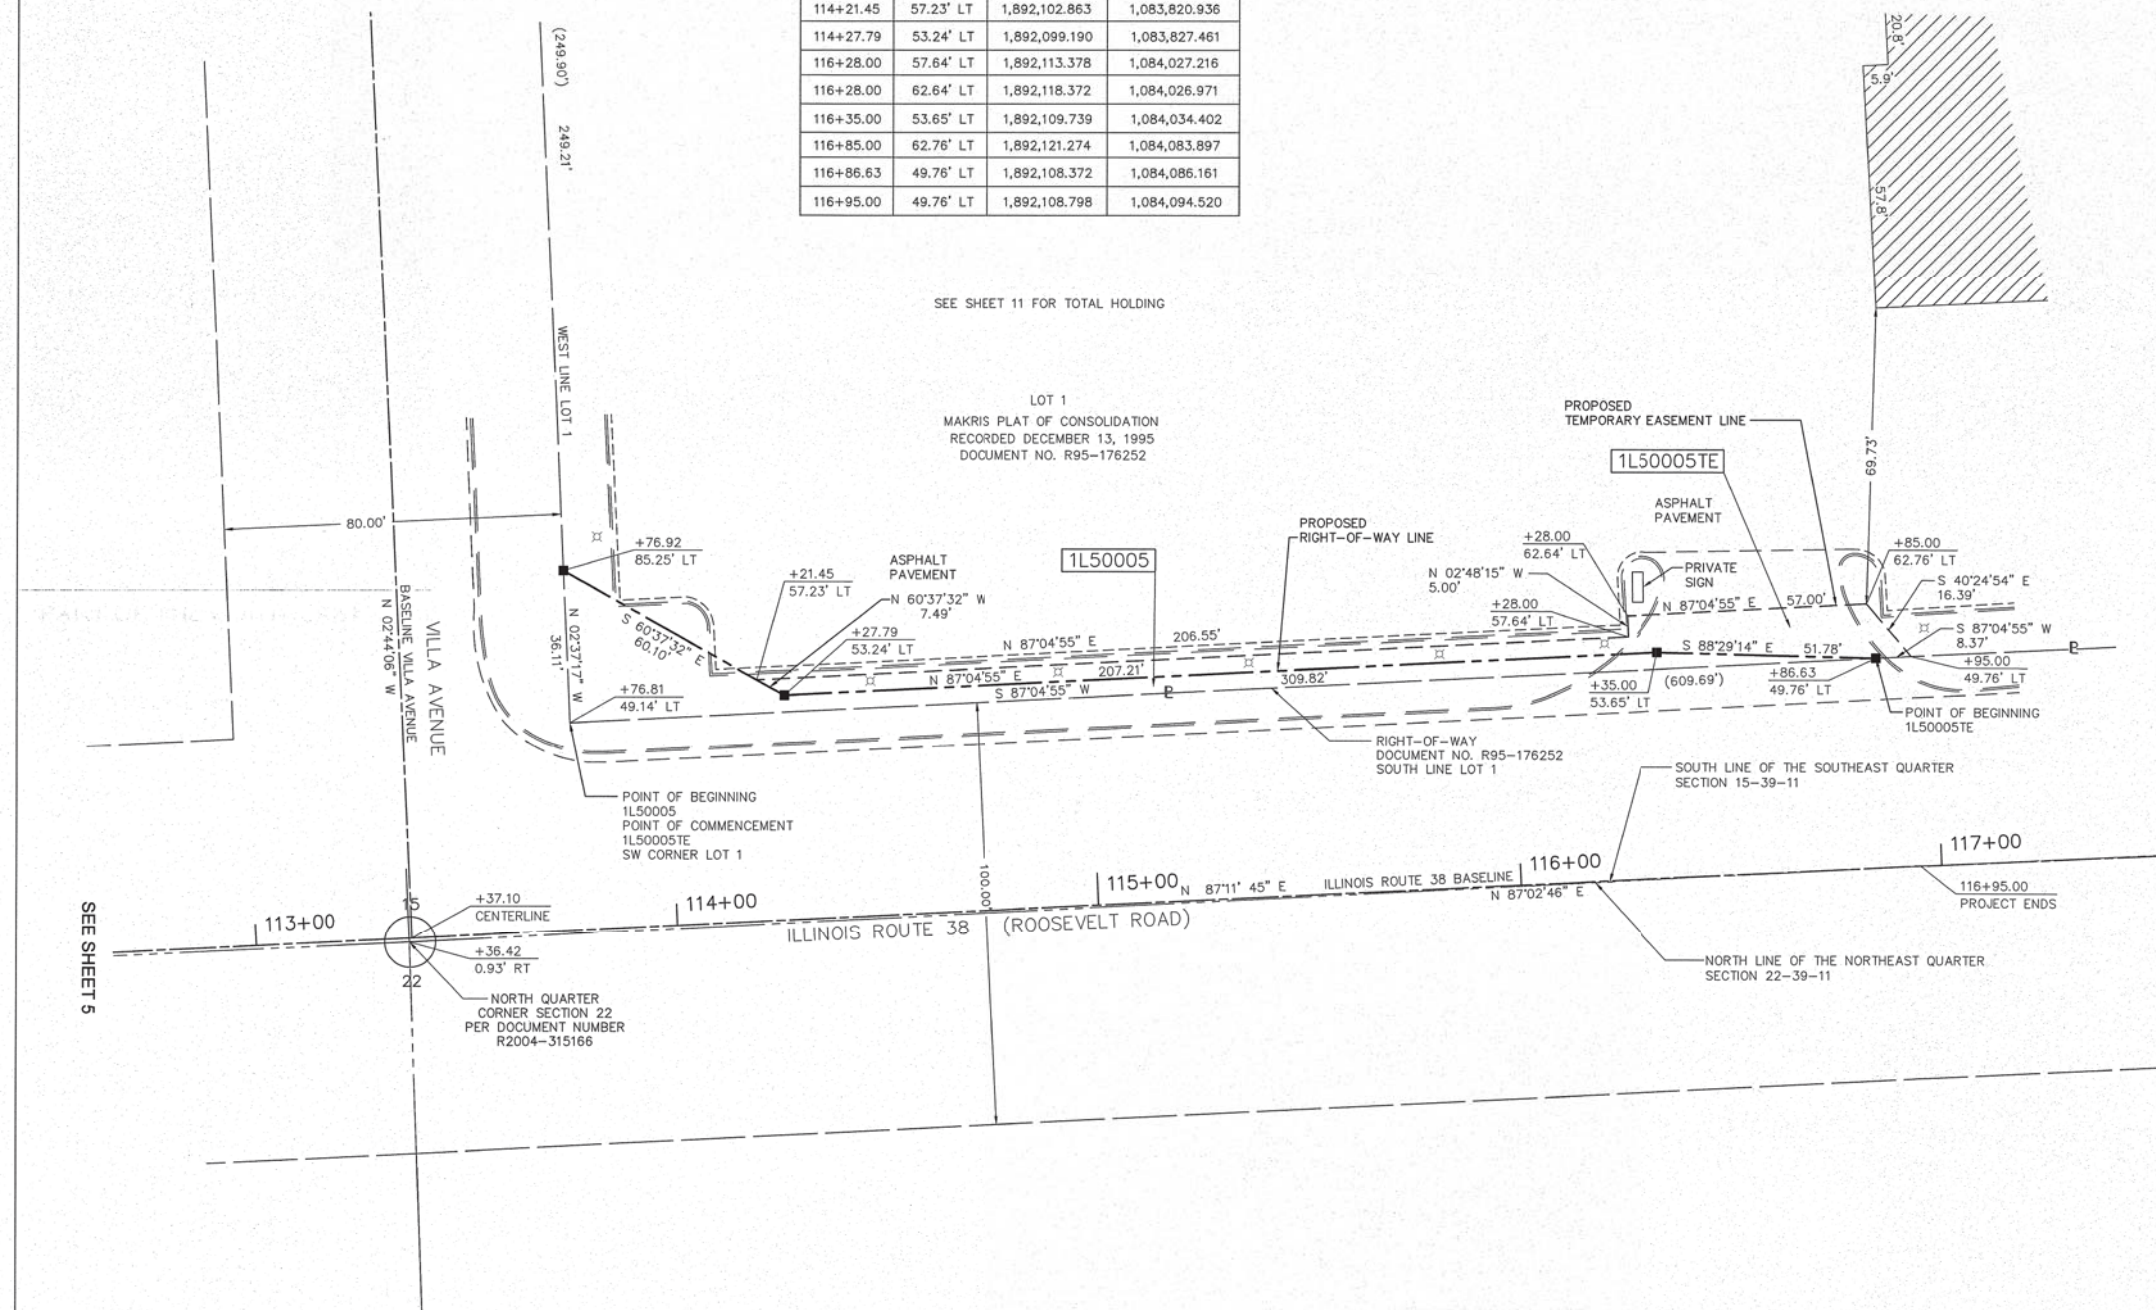 114+21.45 57.23' LT 1,892,102.863 1,083,820.936
114+27.79 53.24' LT 1,892,099.190 1,083,827.461
116+28.00 57.64' LT 1,892,113.378 1,084,027.216
116+28.00 62.64' LT 1,892,118.372 1,084,026.971
116+35.00 53.65' LT 1,892,109.739 1,084,034.402
116+85.00 62.76' LT 1,892,121.274 1,084,083.897
116+86.63 49.76' LT 1,892,108.372 1,084,086.161
116+95.00 49.76' LT 1,892,108.798 1,084,094.520
(249.90') 249.21'
WEST LINE LOT 1
20.8'
5.9'
57.8'
69.73'
SEE SHEET 11 FOR TOTAL HOLDING
LOT 1
MAKRIS PLAT OF CONSOLIDATION
RECORDED DECEMBER 13, 1995
DOCUMENT NO. R95-176252
PROPOSED
TEMPORARY EASEMENT LINE
1L50005TE
ASPHALT
PAVEMENT
80.00'
+76.92
85.25' LT
+21.45
57.23' LT
ASPHALT
PAVEMENT
N 60°37'32" W
7.49'
+27.79
53.24' LT
1L50005
PROPOSED
RIGHT-OF-WAY LINE
+28.00
62.64' LT
N 02°48'15" W
5.00'
+28.00
57.64' LT
PRIVATE
SIGN
N 87°04'55" E 57.00'
+85.00
62.76' LT
S 40°24'54" E
16.39'
S 87°04'55" W
8.37'
+95.00
49.76' LT
S 60°37'32" E
60.10'
N 02°37'17" W
36.11'
N 87°04'55" E 206.55'
N 87°04'55" E 207.21'
S 87°04'55" W 309.82'
S 88°29'14" E 51.78'
(609.69')
+35.00
53.65' LT
+86.63
49.76' LT
+76.81
49.14' LT
BASELINE VILLA AVENUE
N 02°44'06" W
VILLA AVENUE
POINT OF BEGINNING
1L50005TE
RIGHT-OF-WAY
DOCUMENT NO. R95-176252
SOUTH LINE LOT 1
SOUTH LINE OF THE SOUTHEAST QUARTER
SECTION 15-39-11
POINT OF BEGINNING
1L50005
POINT OF COMMENCEMENT
1L50005TE
SW CORNER LOT 1
100.00'
113+00
114+00
115+00
116+00
117+00
N 87°11' 45" E
ILLINOIS ROUTE 38 BASELINE
N 87°02'46" E
ILLINOIS ROUTE 38 (ROOSEVELT ROAD)
116+95.00
PROJECT ENDS
15
+37.10
CENTERLINE
+36.42
0.93' RT
22
NORTH QUARTER
CORNER SECTION 22
PER DOCUMENT NUMBER
R2004-315166
NORTH LINE OF THE NORTHEAST QUARTER
SECTION 22-39-11
SEE SHEET 5